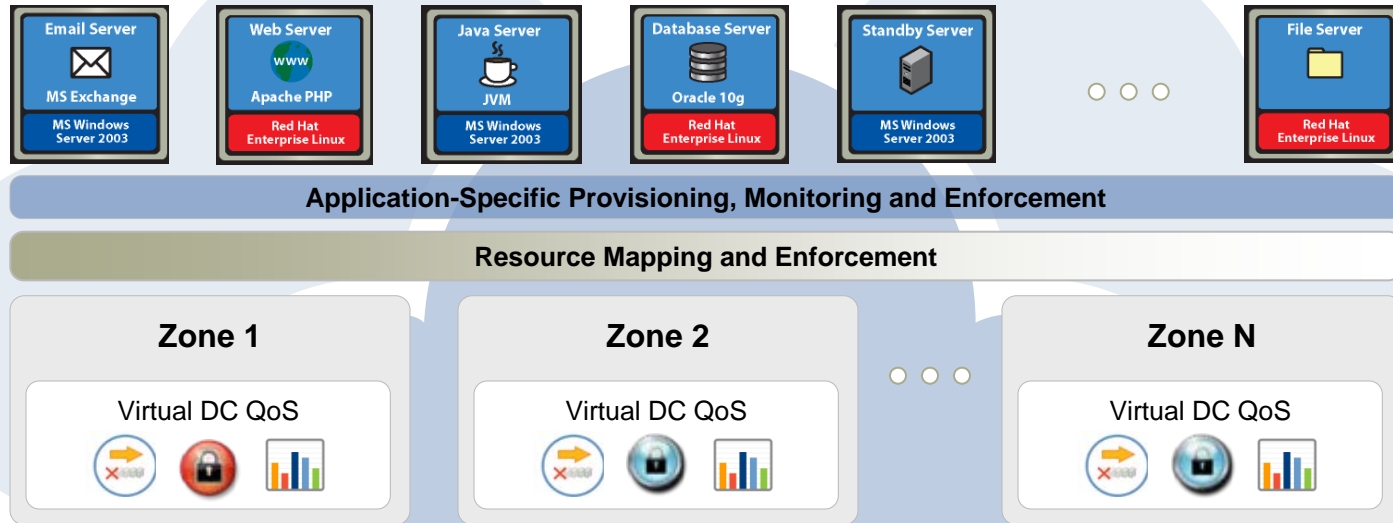 Email Server
MS Exchange
MS Windows
Server 2003
Web Server
WWW
Apache PHP
Red Hat
Enterprise Linux
Java Server
JVM
MS Windows
Server 2003
Database Server
Oracle 10g
Red Hat
Enterprise Linux
Standby Server
MS Windows
Server 2003
File Server
Red Hat
Enterprise Linux
Application-Specific Provisioning, Monitoring and Enforcement
Resource Mapping and Enforcement
Zone 1
Virtual DC QoS
Zone 2
Virtual DC QoS
Zone N
Virtual DC QoS